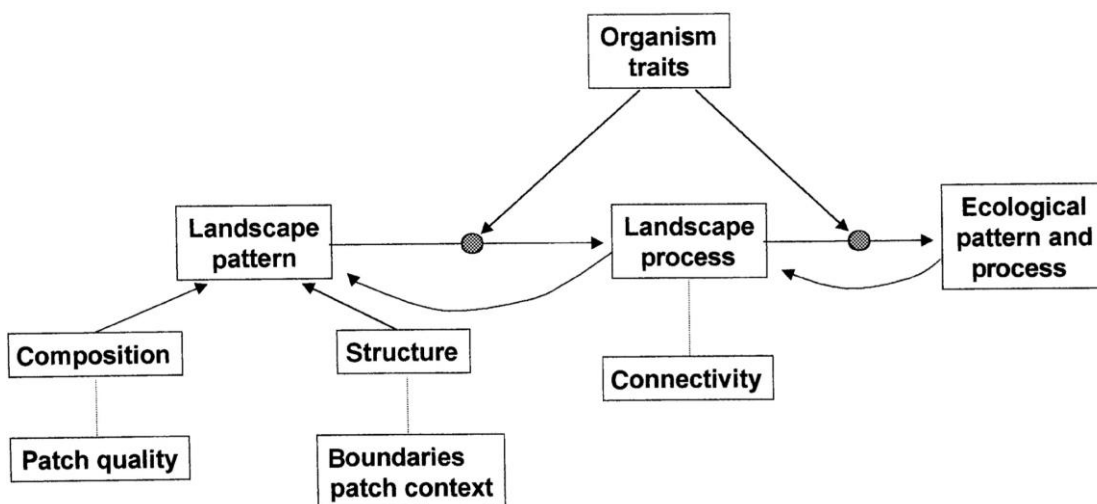 Organism
traits
Landscape
pattern
Landscape
process
Ecological
pattern and
process
Composition
Structure
Connectivity
Patch quality
Boundaries
patch context